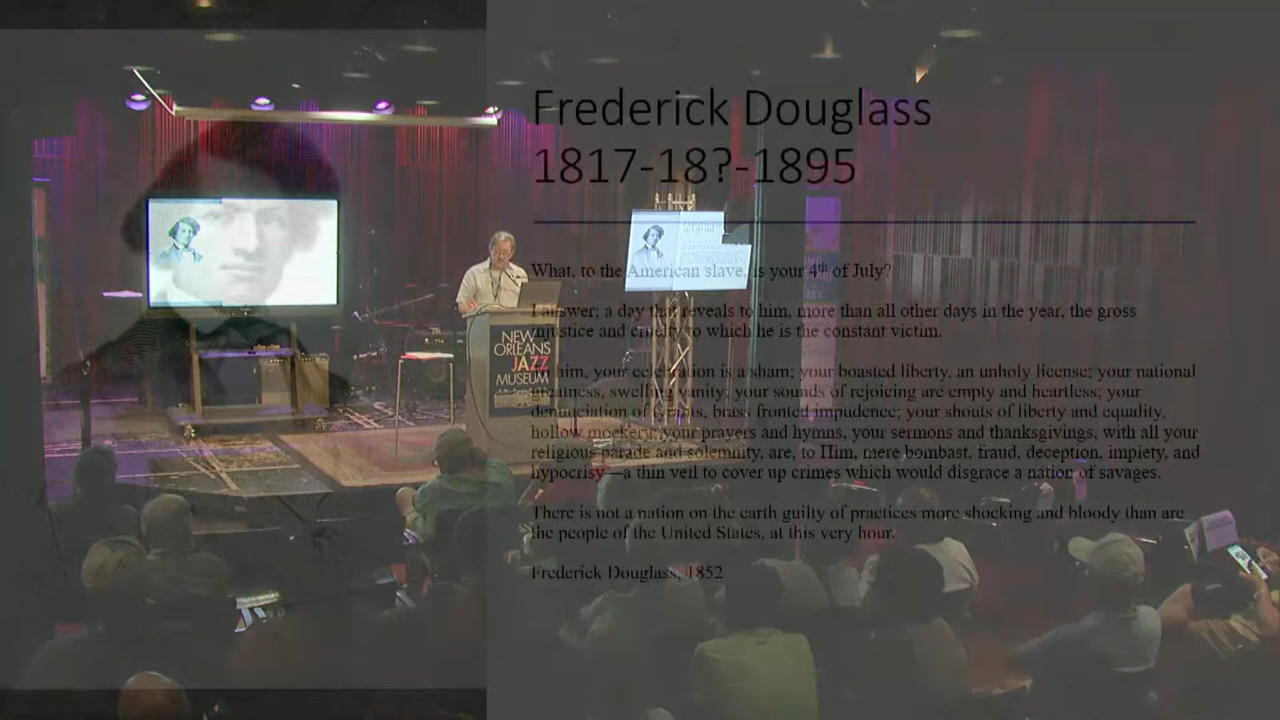 Frederick Douglass
1817-18?-1895
What, to the American slave, is your 4th of July?
I answer; a day that reveals to him, more than all other days in the year, the gross
injustice and cruelty to which he is the constant victim.
To him, your celebration is a sham; your boasted liberty, an unholy license; your national
greatness, swelling vanity; your sounds of rejoicing are empty and heartless; your
denunciation of tyrants, brass fronted impudence; your shouts of liberty and equality,
hollow mockery; your prayers and hymns, your sermons and thanksgivings, with all your
religious parade and solemnity, are, to Him, mere bombast, fraud, deception, impiety, and
hypocrisy—a thin veil to cover up crimes which would disgrace a nation of savages.
There is not a nation on the earth guilty of practices more shocking and bloody than are
the people of the United States, at this very hour.
Frederick Douglass, 1852
NEW
ORLEANS
JAZZ
MUSEUM